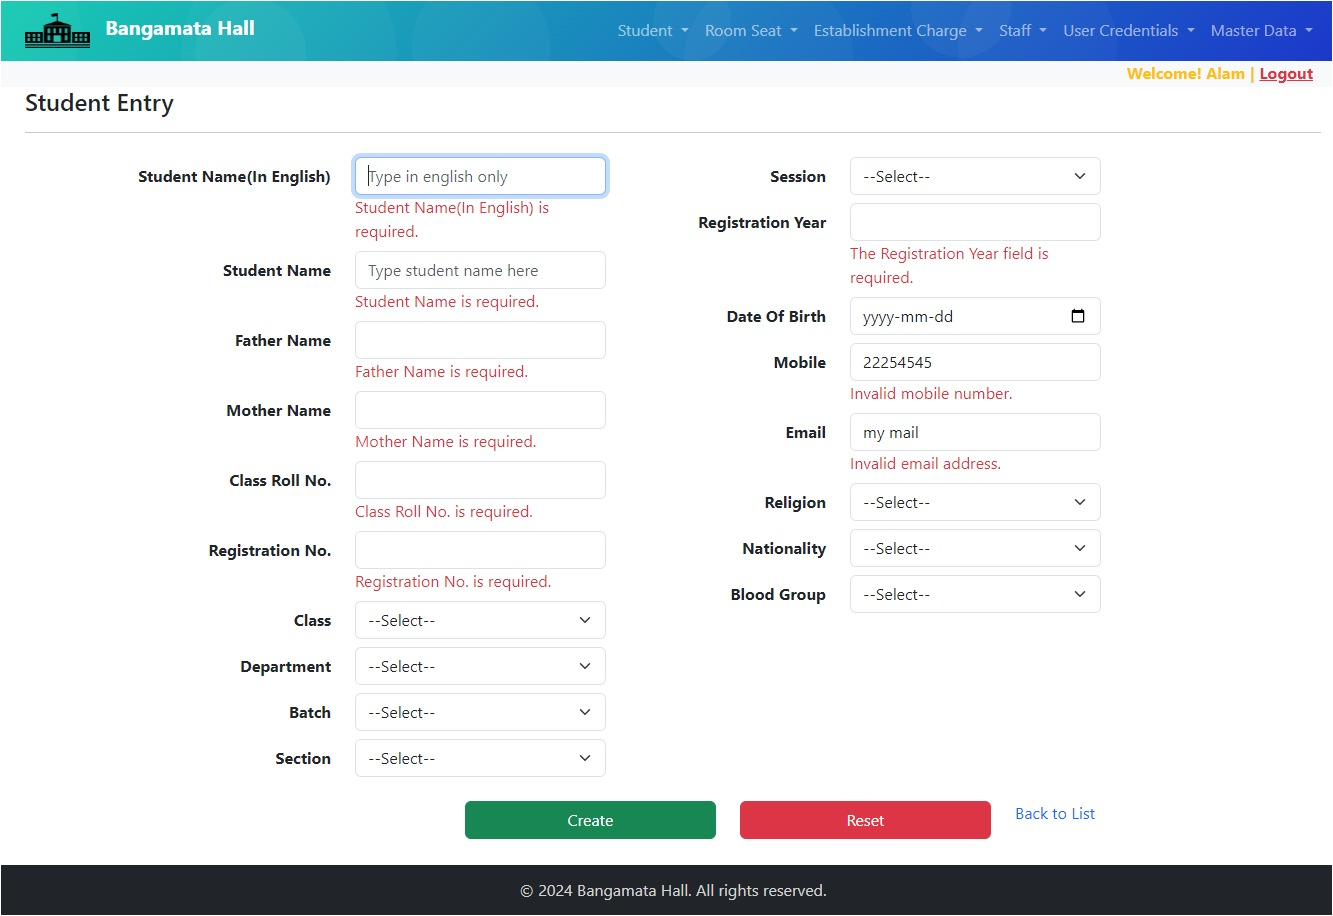 Bangamata Hall
Student Room Seat Establishment Charge Staff User Credentials Master Data
Welcome! Alam | Logout
Student Entry
Student Name(In English)
Type in english only
Student Name(In English) is
required.
Student Name
Type student name here
Student Name is required.
Father Name
Father Name is required.
Mother Name
Mother Name is required.
Class Roll No.
Class Roll No. is required.
Registration No.
Registration No. is required.
Class
--Select--
Department
--Select--
Batch
--Select--
Section
--Select--
Session
--Select--
Registration Year
The Registration Year field is
required.
Date Of Birth
yyyy-mm-dd
Mobile
22254545
Invalid mobile number.
Email
my mail
Invalid email address.
Religion
--Select--
Nationality
--Select--
Blood Group
--Select--
Create
Reset
Back to List
© 2024 Bangamata Hall. All rights reserved.